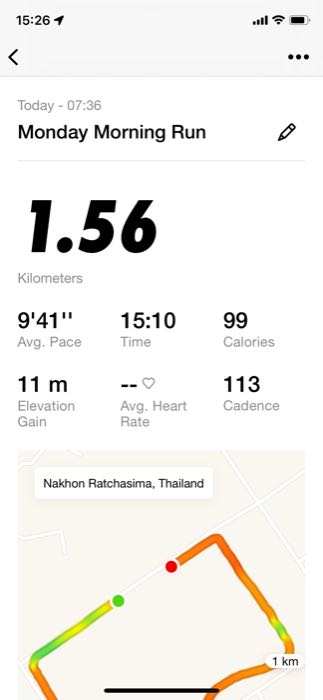 15:26
Today - 07:36
Monday Morning Run
1.56
Kilometers
9'41'' 15:10 99
Avg. Pace Time Calories
11 m -- 113
Elevation Gain Avg. Heart Rate Cadence
Nakhon Ratchasima, Thailand
1 km